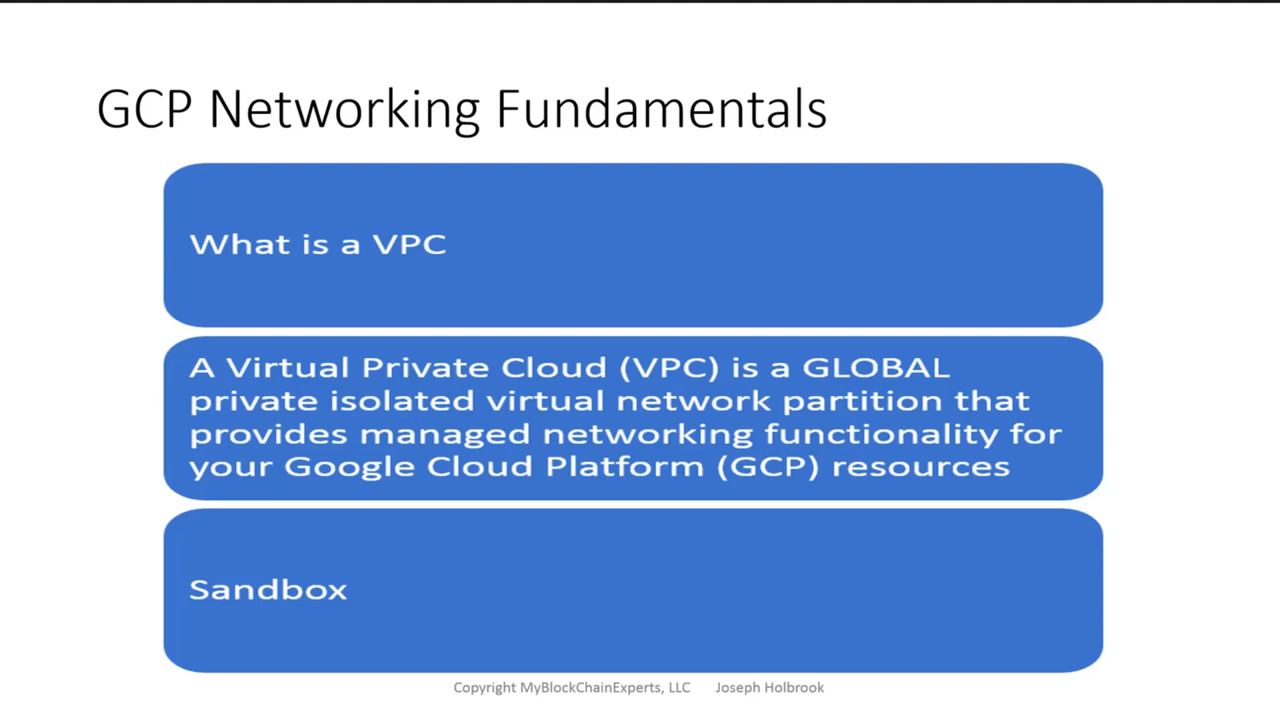 GCP Networking Fundamentals
What is a VPC
A Virtual Private Cloud (VPC) is a GLOBAL
private isolated virtual network partition that
provides managed networking functionality for
your Google Cloud Platform (GCP) resources
Sandbox
Copyright MyBlockChainExperts, LLC Joseph Holbrook